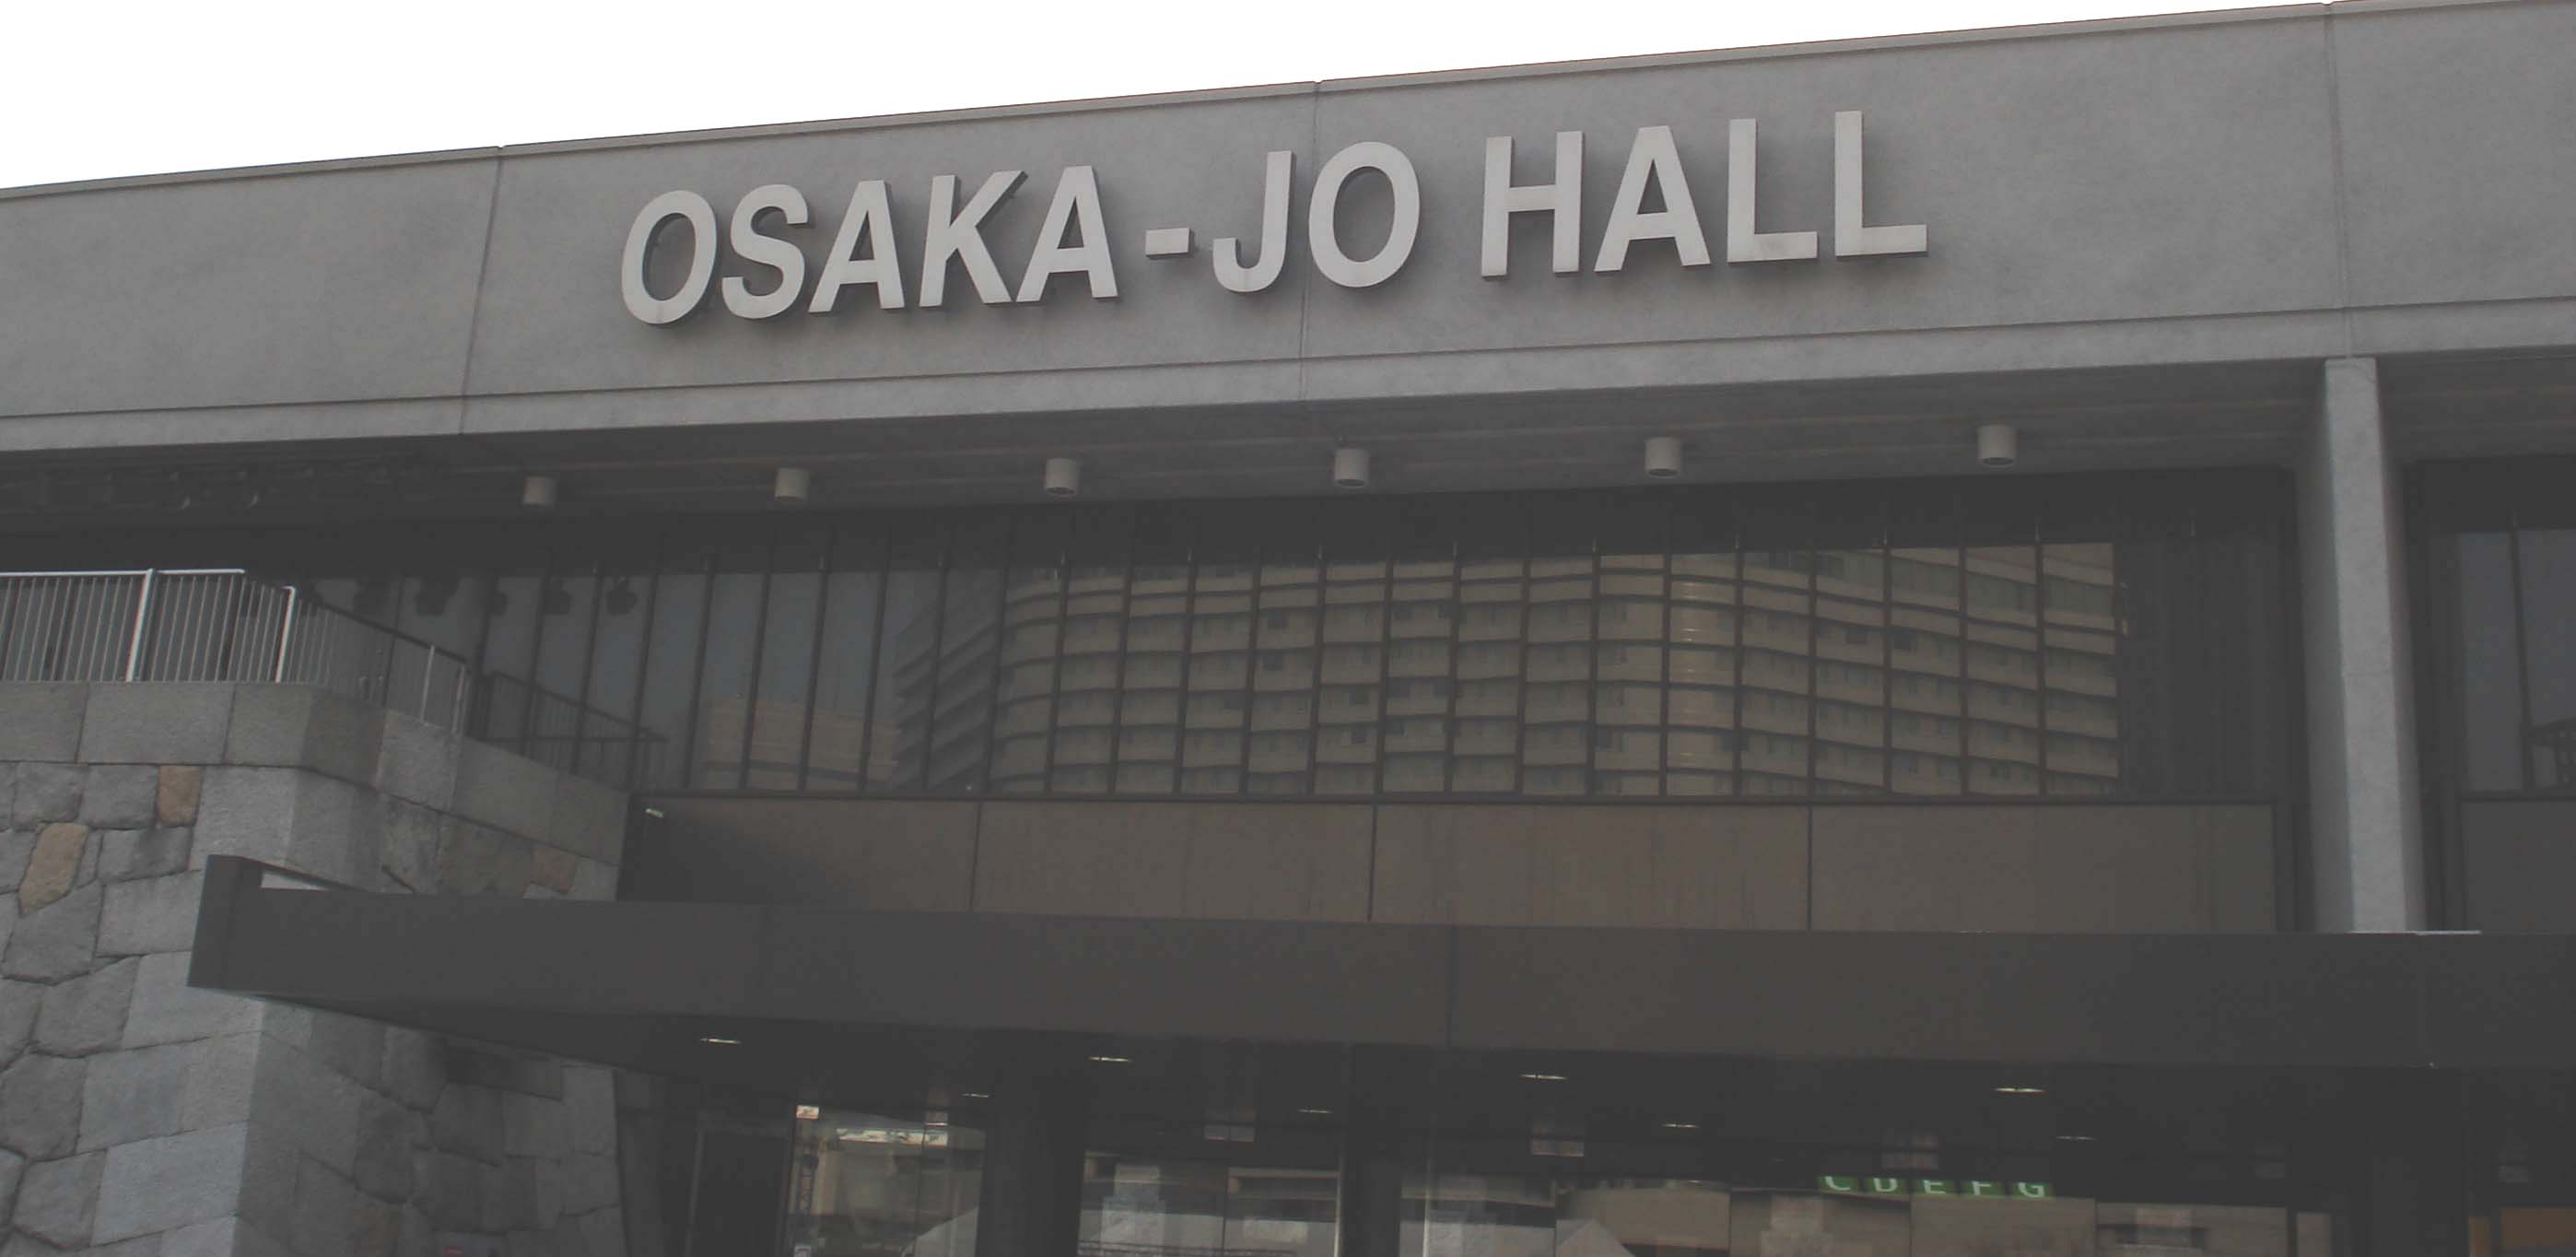 OSAKA-JO HALL
C D E F G